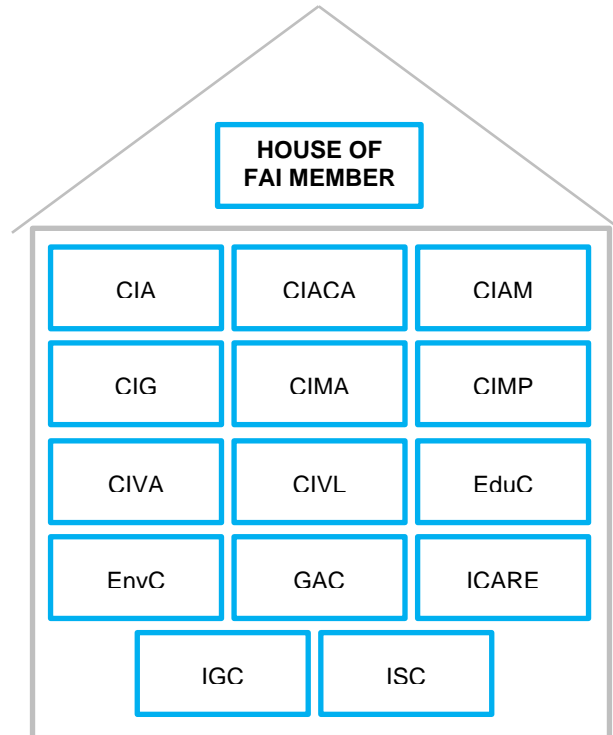 HOUSE OF
FAI MEMBER
CIA CIACA CIAM
CIG CIMA CIMP
CIVA CIVL EduC
EnvC GAC ICARE
IGC ISC